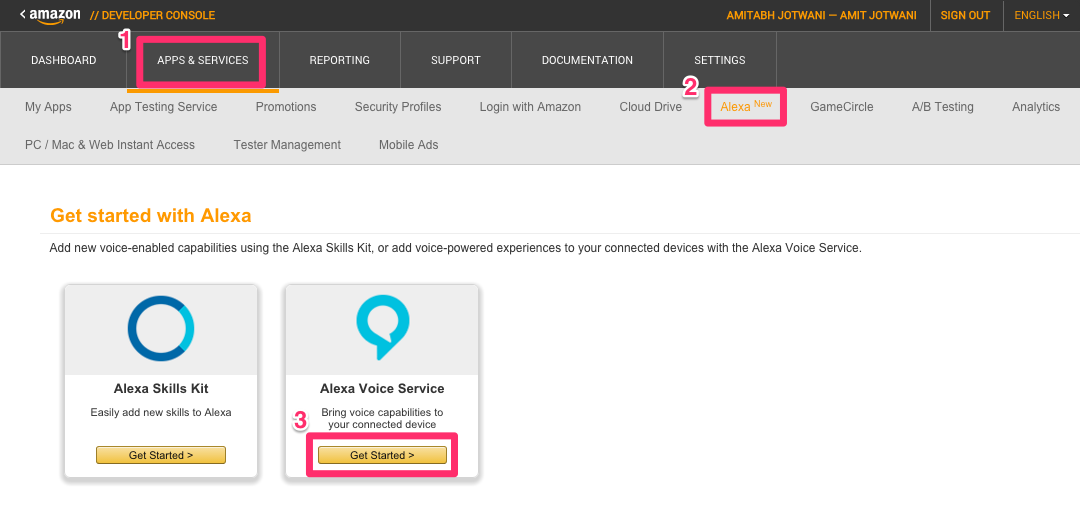 < amazon // DEVELOPER CONSOLE AMITABH JOTWANI — AMIT JOTWANI SIGN OUT ENGLISH
1
DASHBOARD APPS & SERVICES REPORTING SUPPORT DOCUMENTATION SETTINGS
2
My Apps App Testing Service Promotions Security Profiles Login with Amazon Cloud Drive Alexa New GameCircle A/B Testing Analytics
PC / Mac & Web Instant Access Tester Management Mobile Ads
Get started with Alexa
Add new voice-enabled capabilities using the Alexa Skills Kit, or add voice-powered experiences to your connected devices with the Alexa Voice Service.
Alexa Skills Kit
Easily add new skills to Alexa
Get Started >
Alexa Voice Service
Bring voice capabilities to
your connected device
3
Get Started >